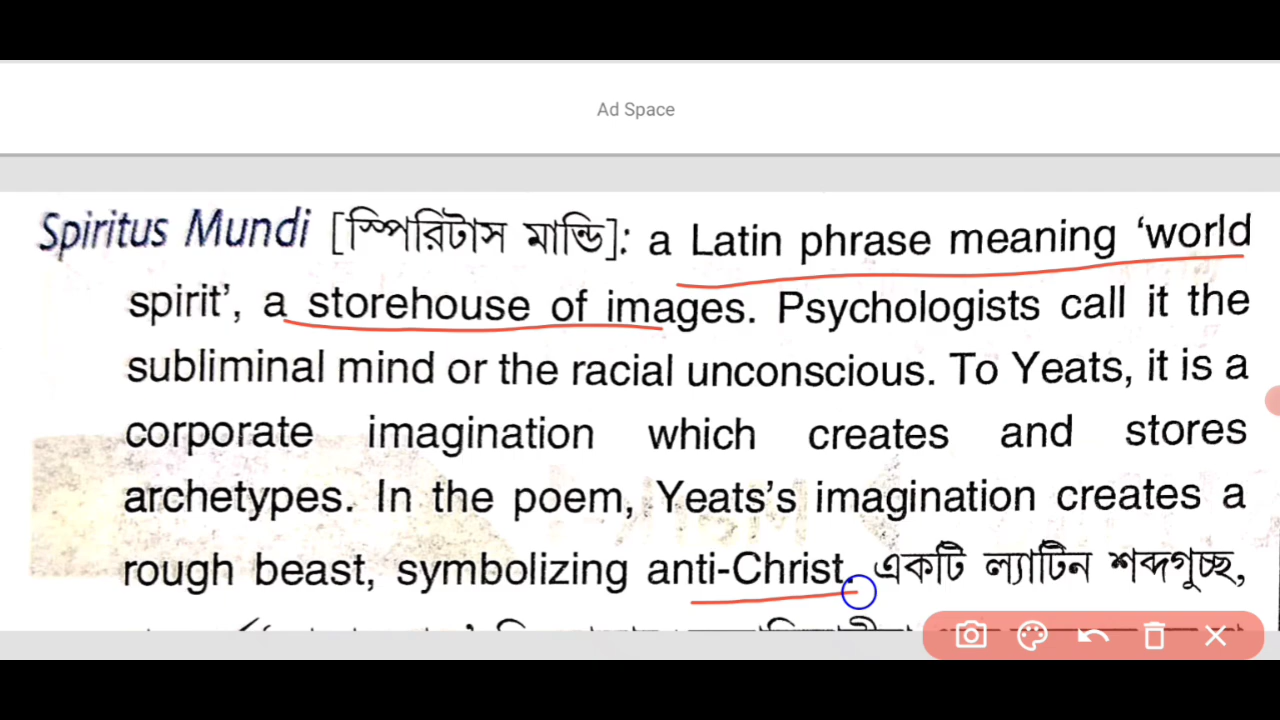 Ad Space
Spiritus Mundi [স্পিরিটাস মান্ডি]: a Latin phrase meaning ‘world
spirit’, a storehouse of images. Psychologists call it the
subliminal mind or the racial unconscious. To Yeats, it is a
corporate imagination which creates and stores
archetypes. In the poem, Yeats’s imagination creates a
rough beast, symbolizing anti-Christ. একটি ল্যাটিন শব্দগুচ্ছ,